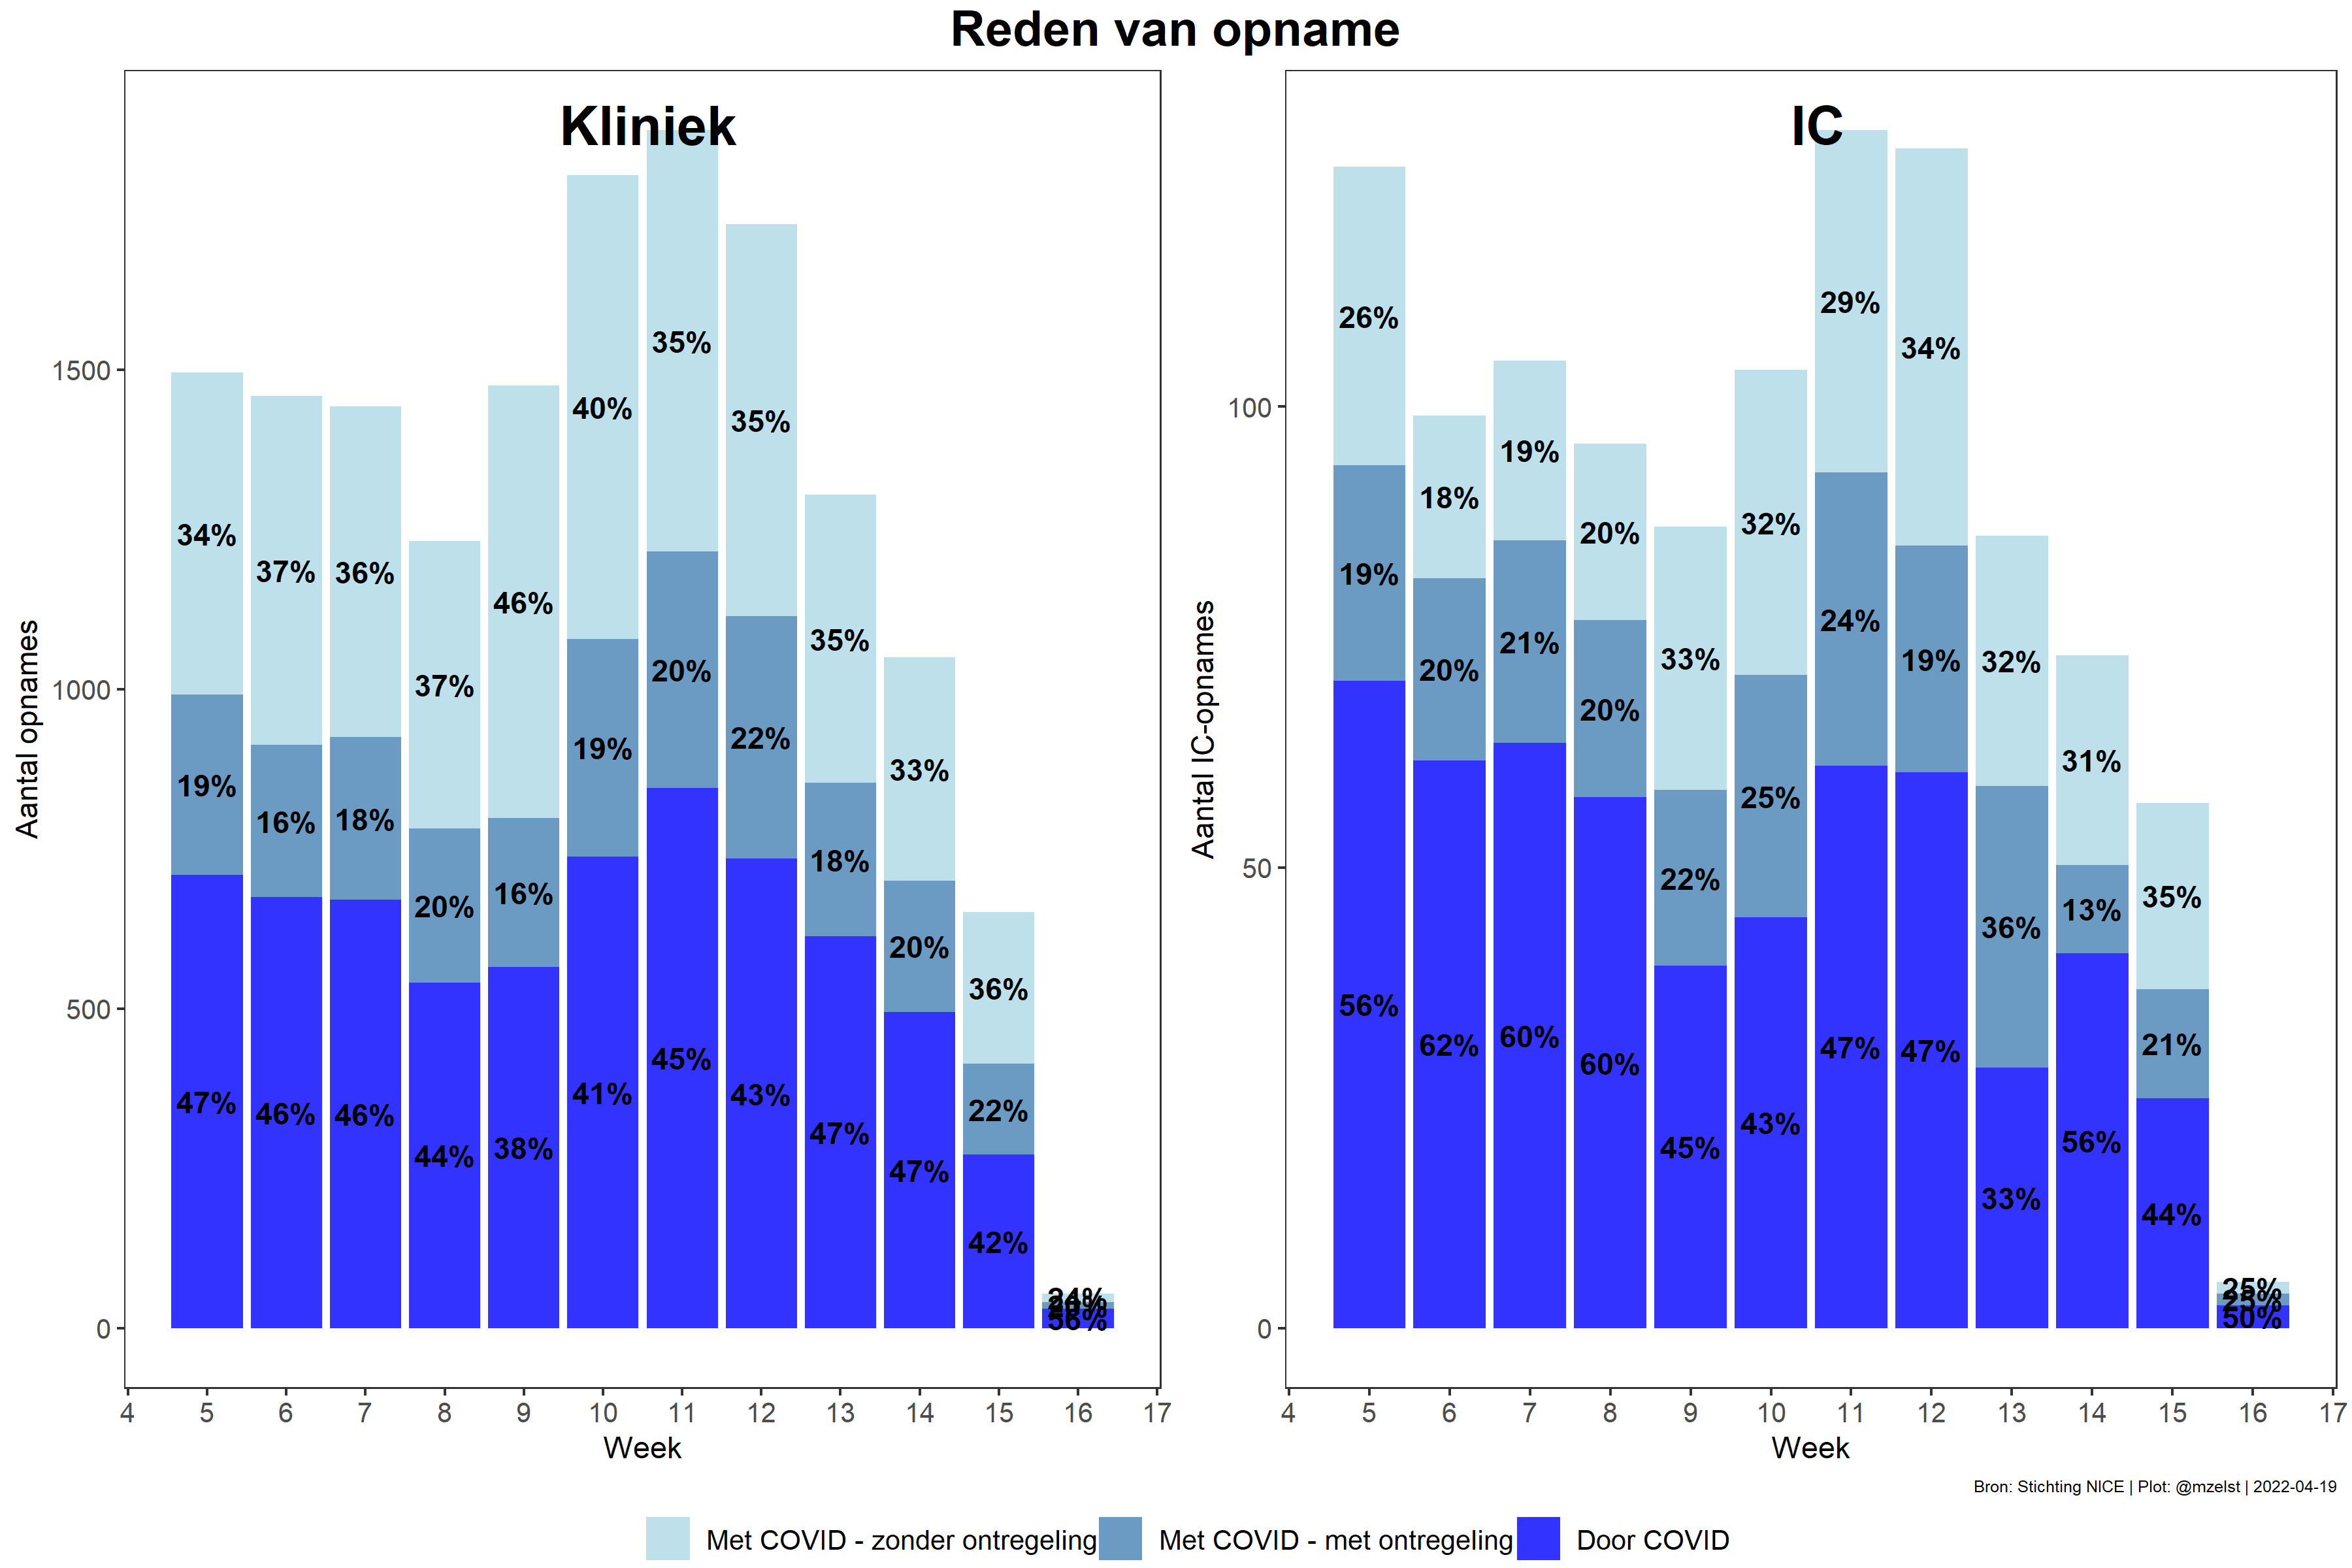 Reden van opname
Kliniek
IC
Aantal opnames
1500
1000
500
0
34% 37% 36% 37% 46% 40% 35% 35% 35% 33% 36% 24%
19% 16% 18% 20% 16% 19% 20% 22% 18% 20% 22%
47% 46% 46% 44% 38% 41% 45% 43% 47% 47% 42% 56%
4 5 6 7 8 9 10 11 12 13 14 15 16 17
Week
Aantal IC-opnames
100
50
0
26% 18% 19% 20% 33% 32% 29% 34% 32% 31% 35% 25%
19% 20% 21% 20% 22% 25% 24% 19% 36% 13% 21% 25%
56% 62% 60% 60% 45% 43% 47% 47% 33% 56% 44% 50%
4 5 6 7 8 9 10 11 12 13 14 15 16 17
Week
Bron: Stichting NICE | Plot: @mzelst | 2022-04-19
Met COVID - zonder ontregeling Met COVID - met ontregeling Door COVID